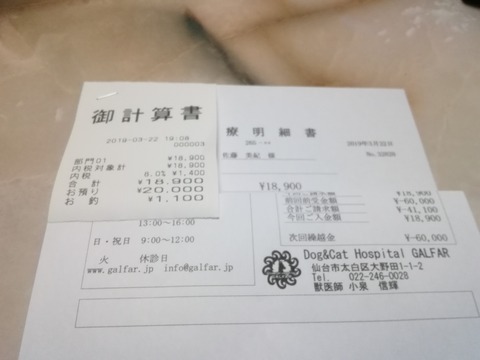 御計算書
2019-03-22 19:08
000003
部門01 ¥18,900
内税対象計 ¥18,900
内税 8.0% ¥1,400
合計 ¥18,900
お預り ¥20,000
お釣 ¥1,100
療明細書
2019年3月22日
佐藤 美紀 様
¥18,900
¥18,900
前回前受金額 ¥-60,000
合計ご請求額 ¥-41,100
今回ご入金額 ¥18,900
次回繰越金 ¥-60,000
13:00~16:00
日・祝日 9:00~12:00
火 休診日
www.galfar.jp info@galfar.jp
Dog&Cat Hospital GALFAR
仙台市太白区大野田1-1-2
Tel. 022-246-0028
獣医師 小泉 信輝